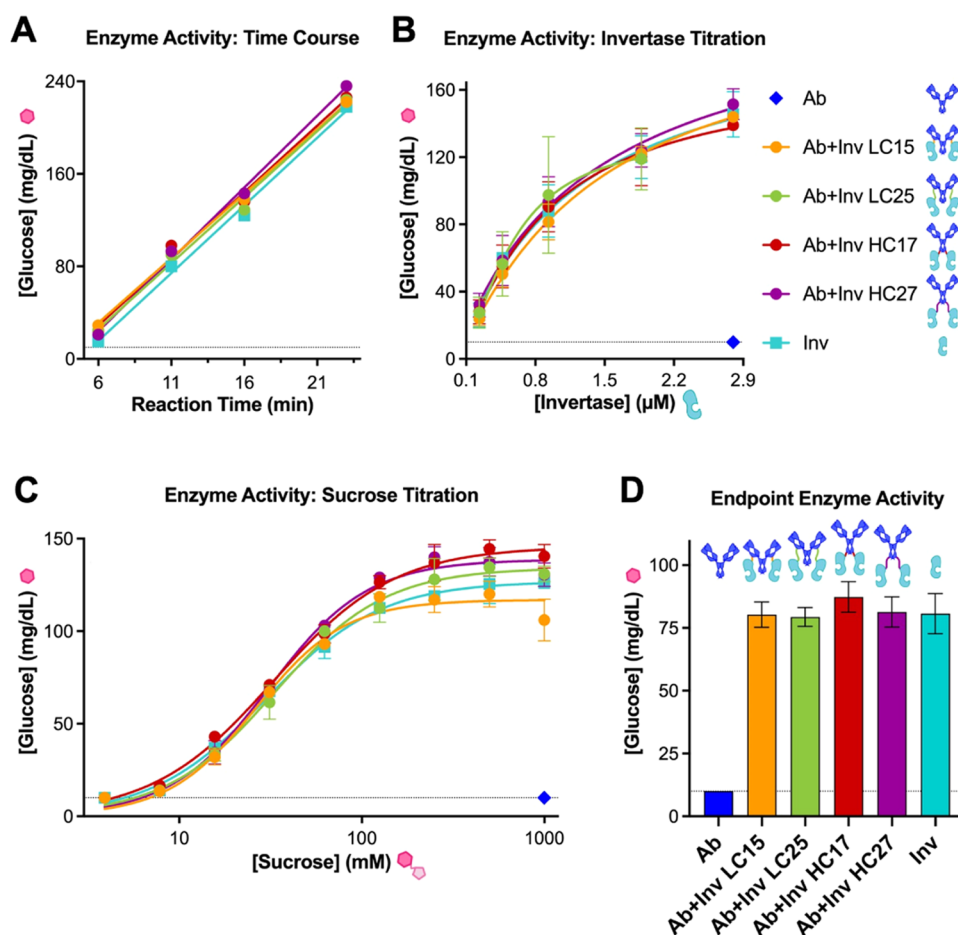 A
Enzyme Activity: Time Course
[Glucose] (mg/dL)
240
160
80
0
6
11
16
21
Reaction Time (min)
B
Enzyme Activity: Invertase Titration
[Glucose] (mg/dL)
160
120
80
40
0
0.1
0.8
1.5
2.2
2.9
[Invertase] (μM)
Ab
Ab+Inv LC15
Ab+Inv LC25
Ab+Inv HC17
Ab+Inv HC27
Inv
C
Enzyme Activity: Sucrose Titration
[Glucose] (mg/dL)
150
100
50
0
10
100
1000
[Sucrose] (mM)
D
Endpoint Enzyme Activity
[Glucose] (mg/dL)
100
75
50
25
0
Ab
Ab+Inv LC15
Ab+Inv LC25
Ab+Inv HC17
Ab+Inv HC27
Inv